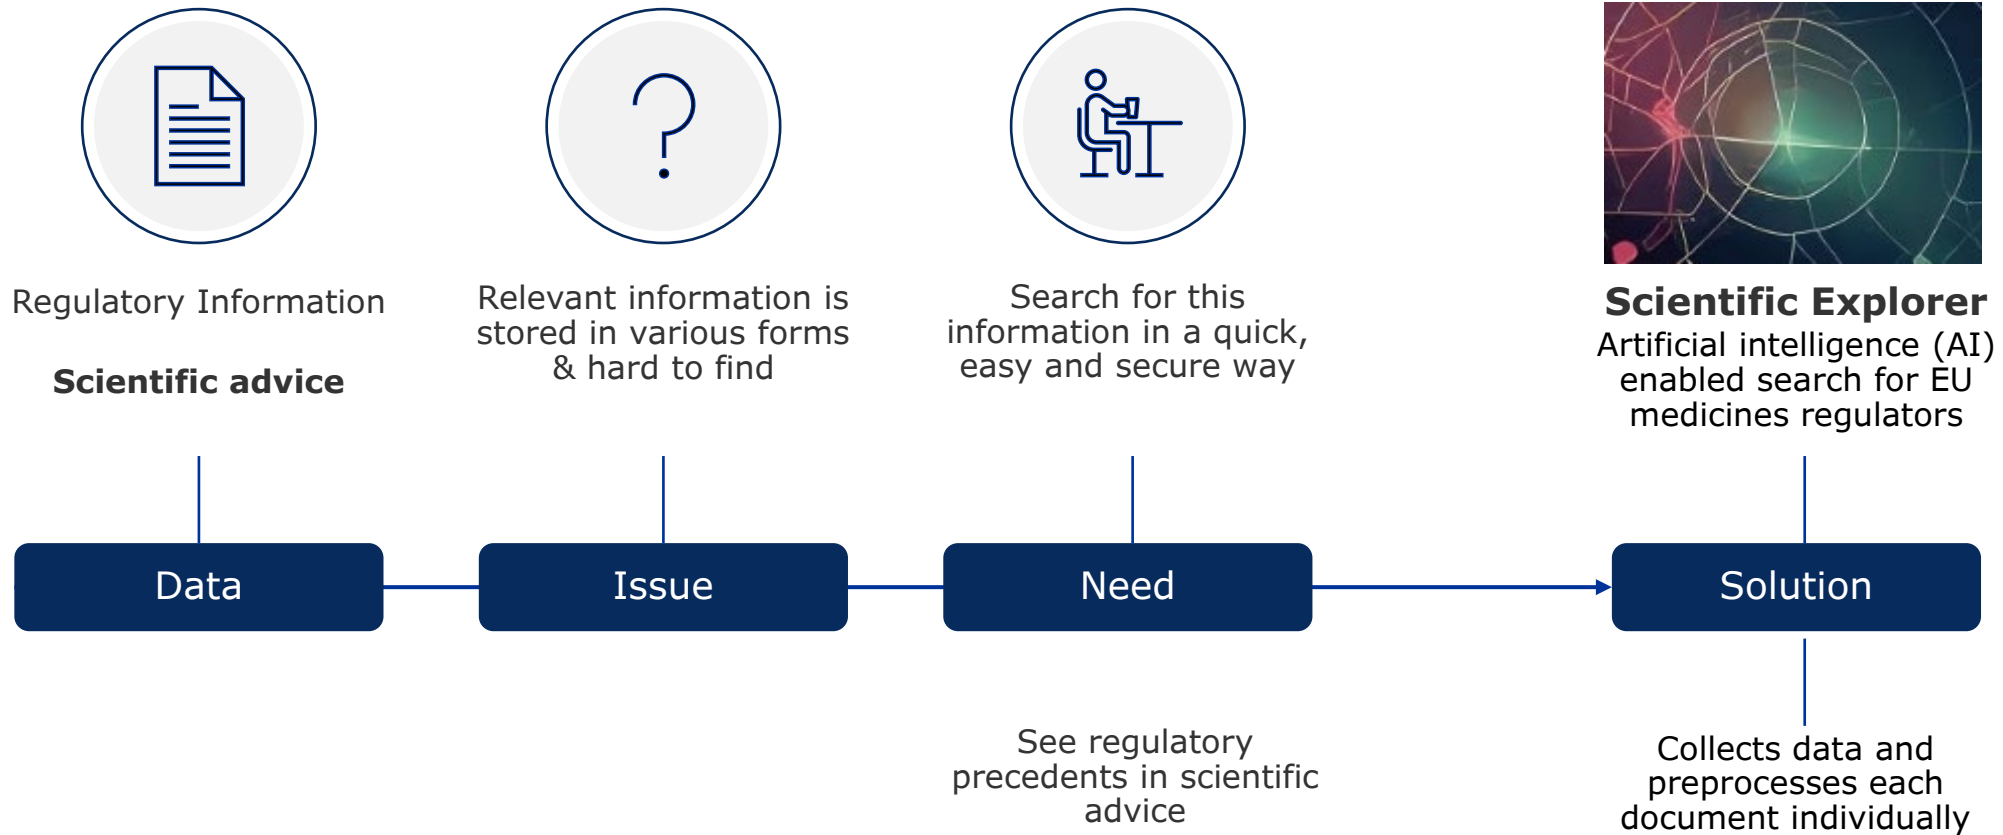 Regulatory Information
Scientific advice
Relevant information is
stored in various forms
& hard to find
Search for this
information in a quick,
easy and secure way
Scientific Explorer
Artificial intelligence (AI)
enabled search for EU
medicines regulators
Data
Issue
Need
Solution
See regulatory
precedents in scientific
advice
Collects data and
preprocesses each
document individually